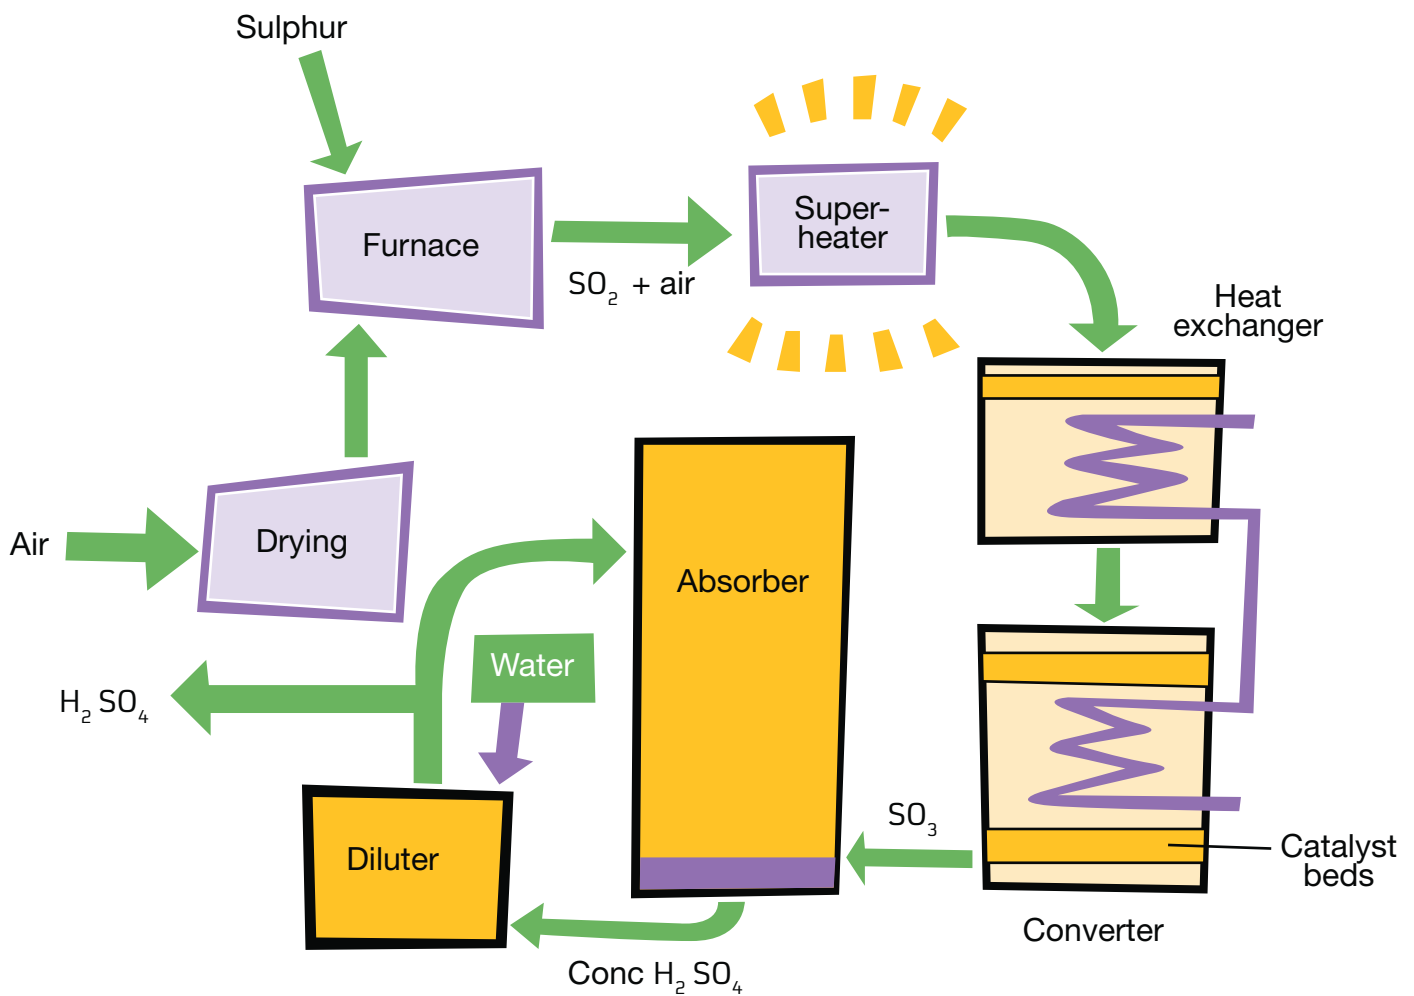 Sulphur
Furnace
SO₂ + air
Super-
heater
Heat
exchanger
Air
Drying
Absorber
Water
H₂ SO₄
Diluter
SO₃
Catalyst
beds
Converter
Conc H₂ SO₄